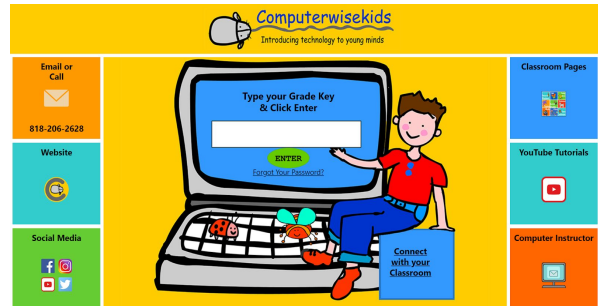 Computerwisekids
Introducing technology to young minds
Email or
Call
818-206-2628
Website
Social Media
Type your Grade Key
& Click Enter
ENTER
Forgot Your Password?
Connect
with your
Classroom
Classroom Pages
YouTube Tutorials
Computer Instructor